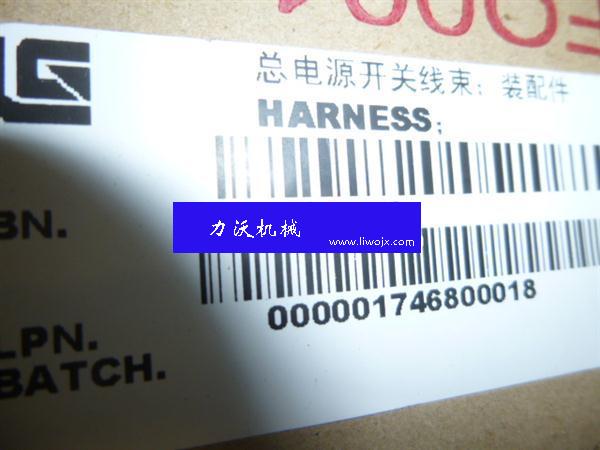 总电源开关线束；装配件
HARNESS;
BN.
力沃机械
www.liwojx.com
000001746800018
LPN.
BATCH.